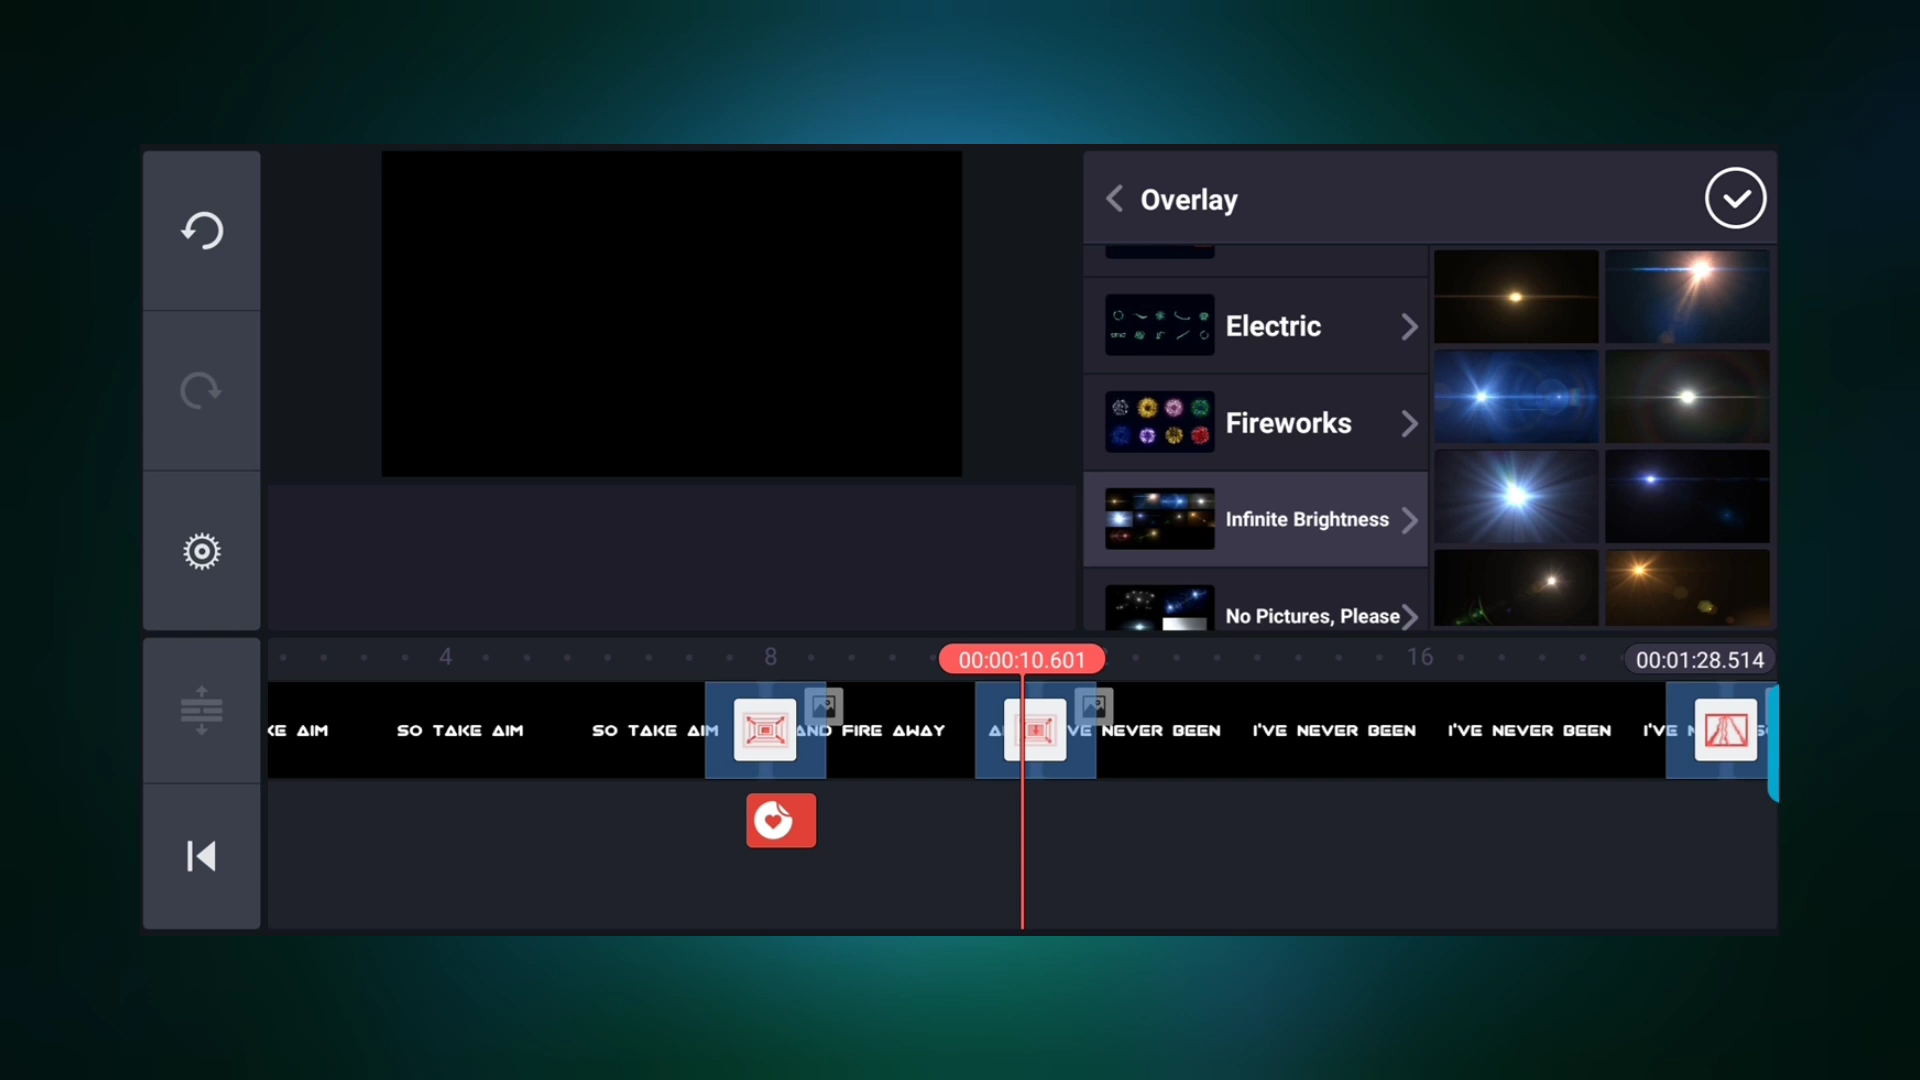 Overlay
Electric
Fireworks
Infinite Brightness
No Pictures, Please
4
8
00:00:10.601
16
00:01:28.514
KE AIM
SO TAKE AIM
SO TAKE AIM
AND FIRE AWAY
VE NEVER BEEN
I'VE NEVER BEEN
I'VE NEVER BEEN
I'VE